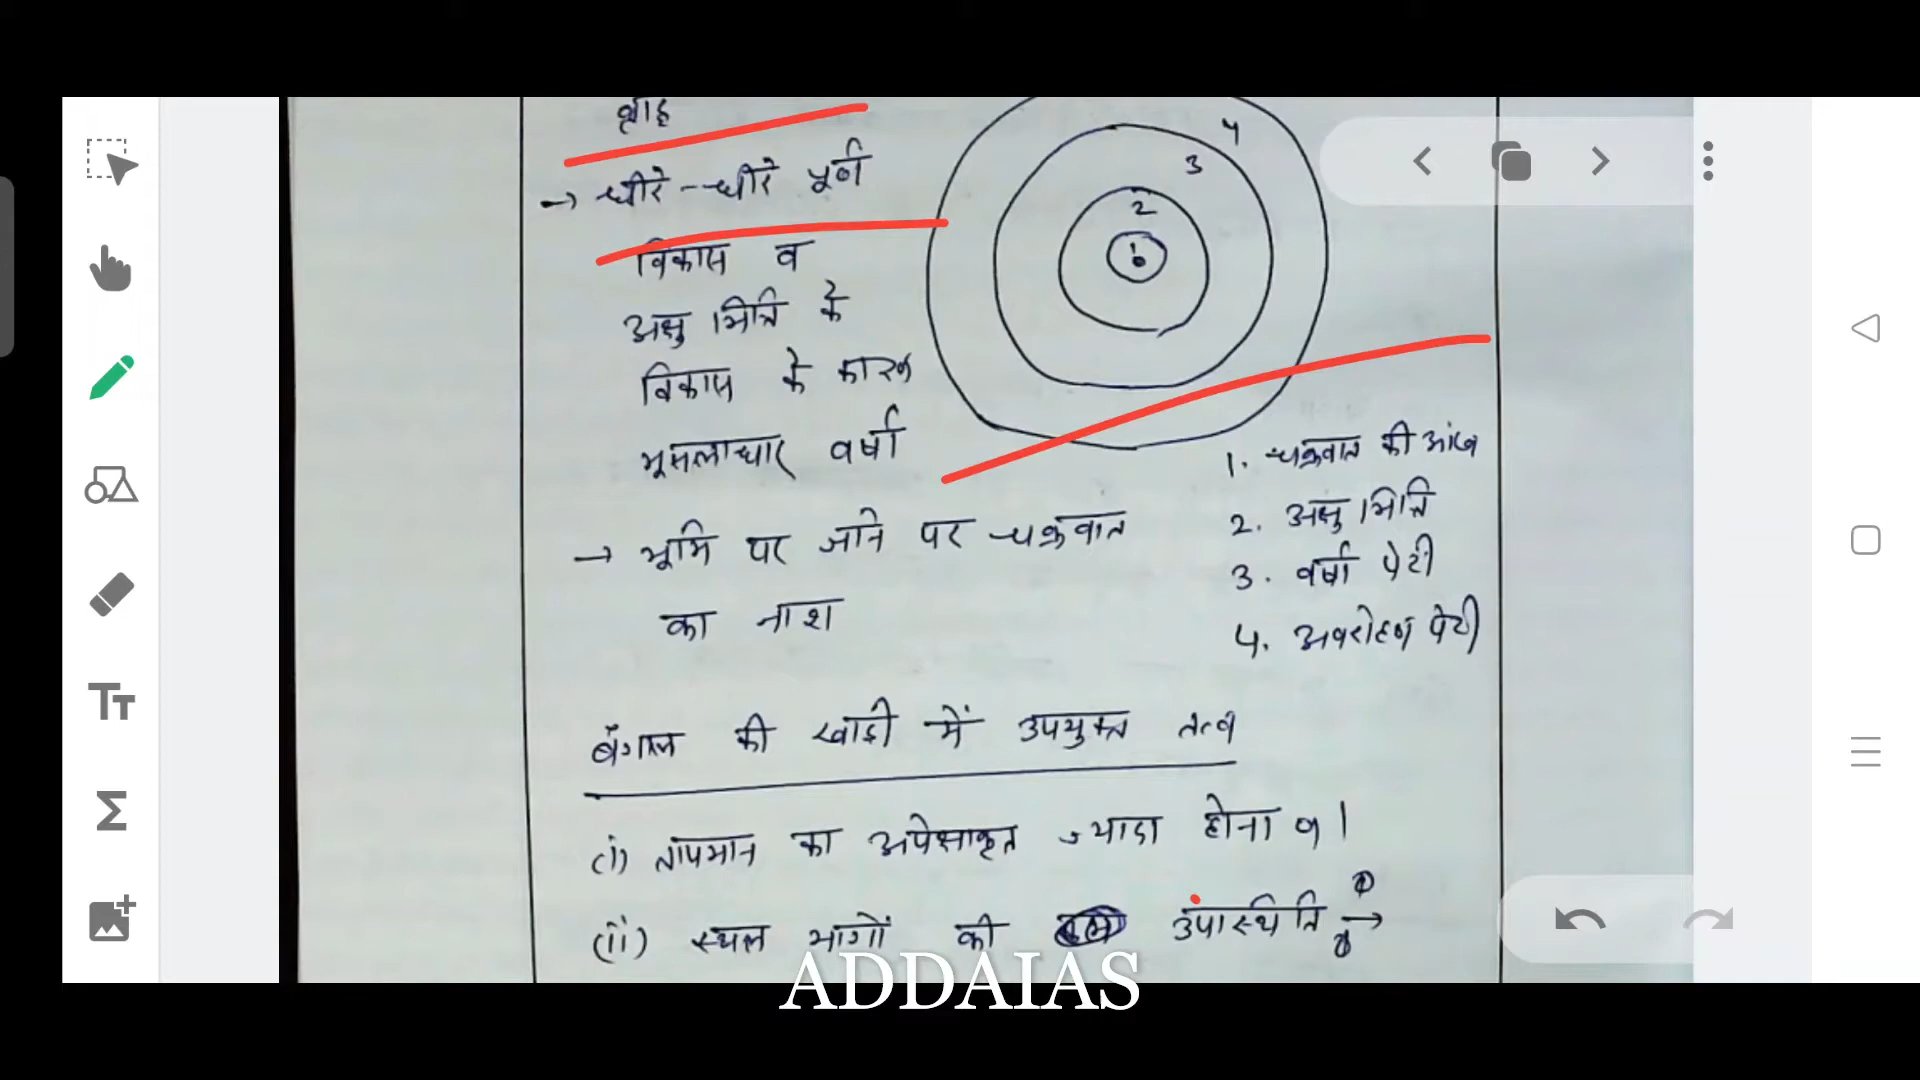 4
3
2
→ धीरे-धीरे पूर्ण
विकास व
अक्षु भित्ति के
विकास के कारण
मूसलाधार वर्षा
→ भूमि पर जाने पर चक्रवात
का नाश
1. चक्रवात की आंख
2. अक्षु भित्ति
3. वर्षा पेटी
4. अवरोहण पेटी
बंगाल की खाड़ी में उपयुक्त तत्व
(i) तापमान का अपेक्षाकृत ज्यादा होना
(ii) स्थल भागों की उपस्थिति →
ADDAIAS
TT
Σ